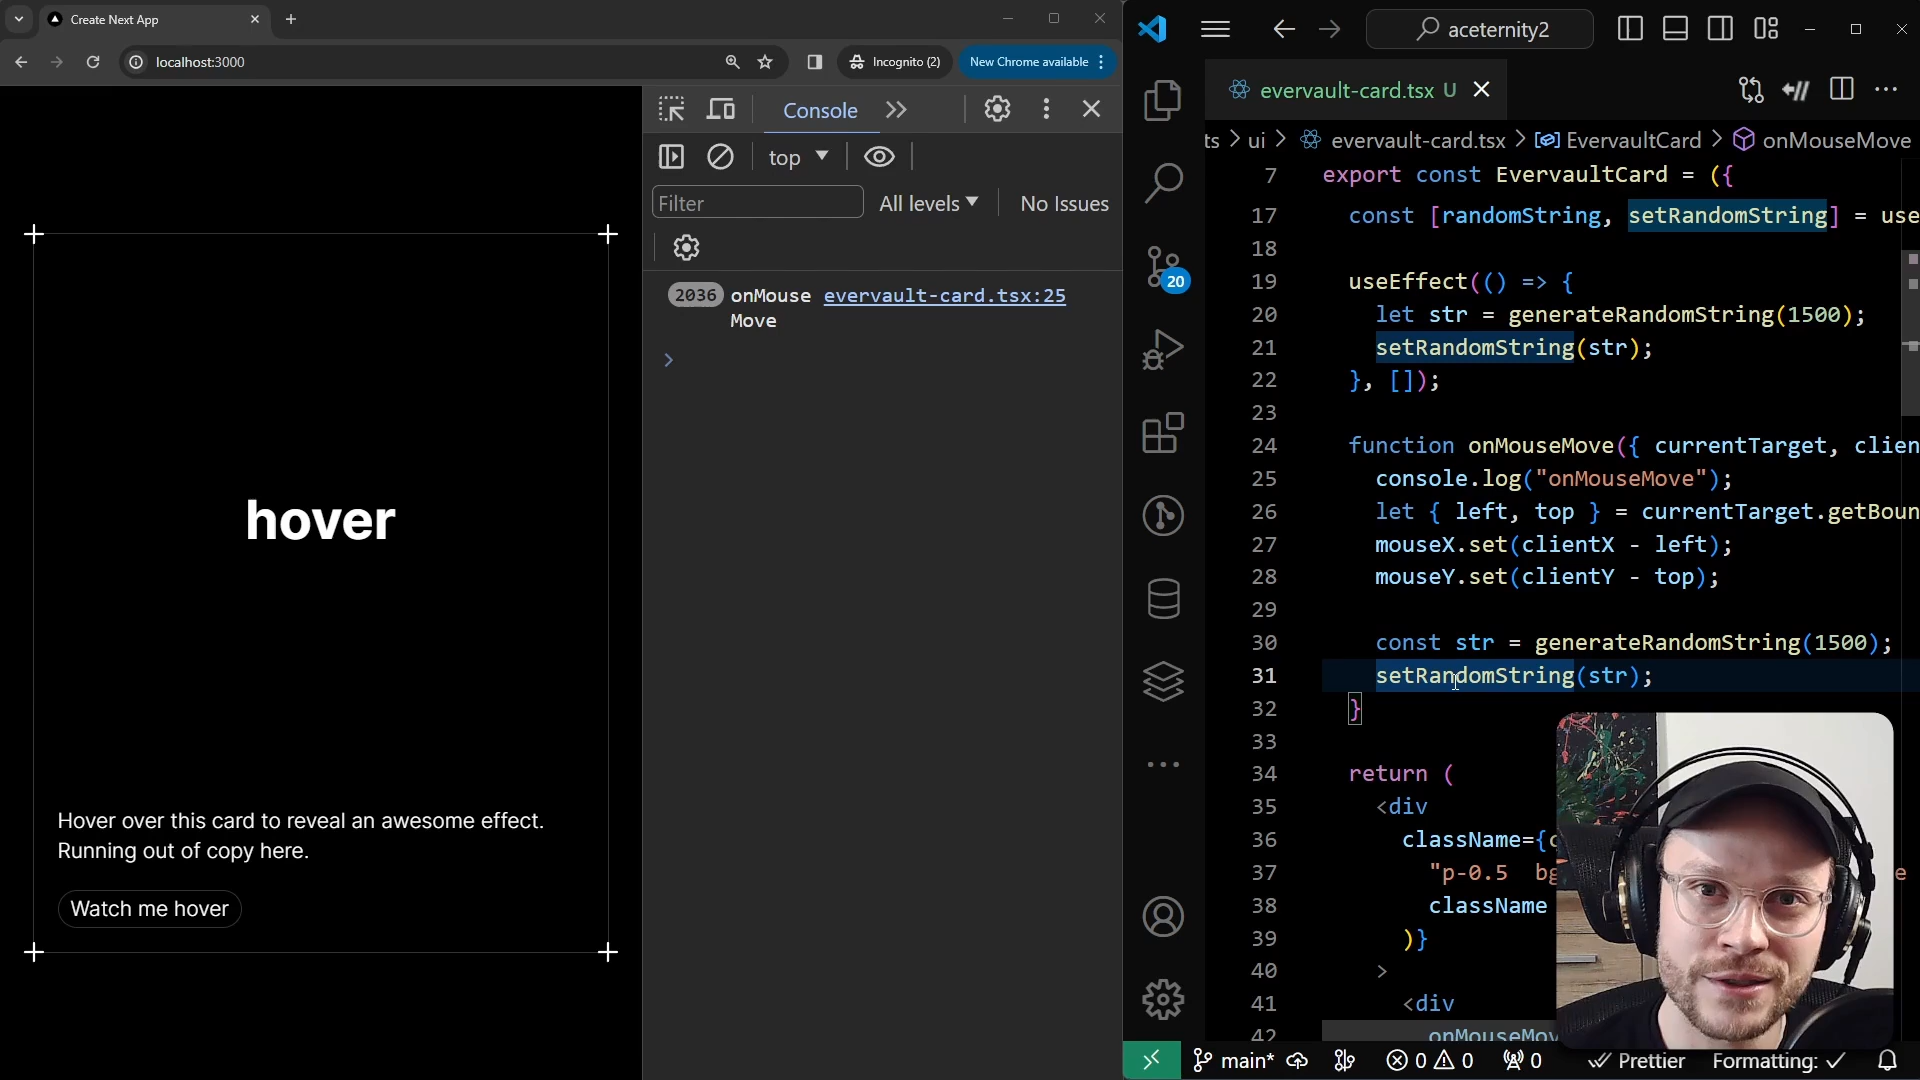 Create Next App
localhost:3000
Incognito (2)
New Chrome available
Console
top
Filter
All levels
No Issues
2036 onMouse evervault-card.tsx:25
Move
hover
Hover over this card to reveal an awesome effect.
Running out of copy here.
Watch me hover
aceternity2
evervault-card.tsx U
ts > ui > evervault-card.tsx > EvervaultCard > onMouseMove
20
7 export const EvervaultCard = ({
17 const [randomString, setRandomString] = use
18
19 useEffect(() => {
20 let str = generateRandomString(1500);
21 setRandomString(str);
22 }, []);
23
24 function onMouseMove({ currentTarget, clien
25 console.log("onMouseMove");
26 let { left, top } = currentTarget.getBoun
27 mouseX.set(clientX - left);
28 mouseY.set(clientY - top);
29
30 const str = generateRandomString(1500);
31 setRandomString(str);
32 }
33
34 return (
35 <div
36 className={c
37 "p-0.5 bg e
38 className
39 )}
40 >
41 <div
42 onMouseMov
main* 0 0 0 Prettier Formatting: ✓